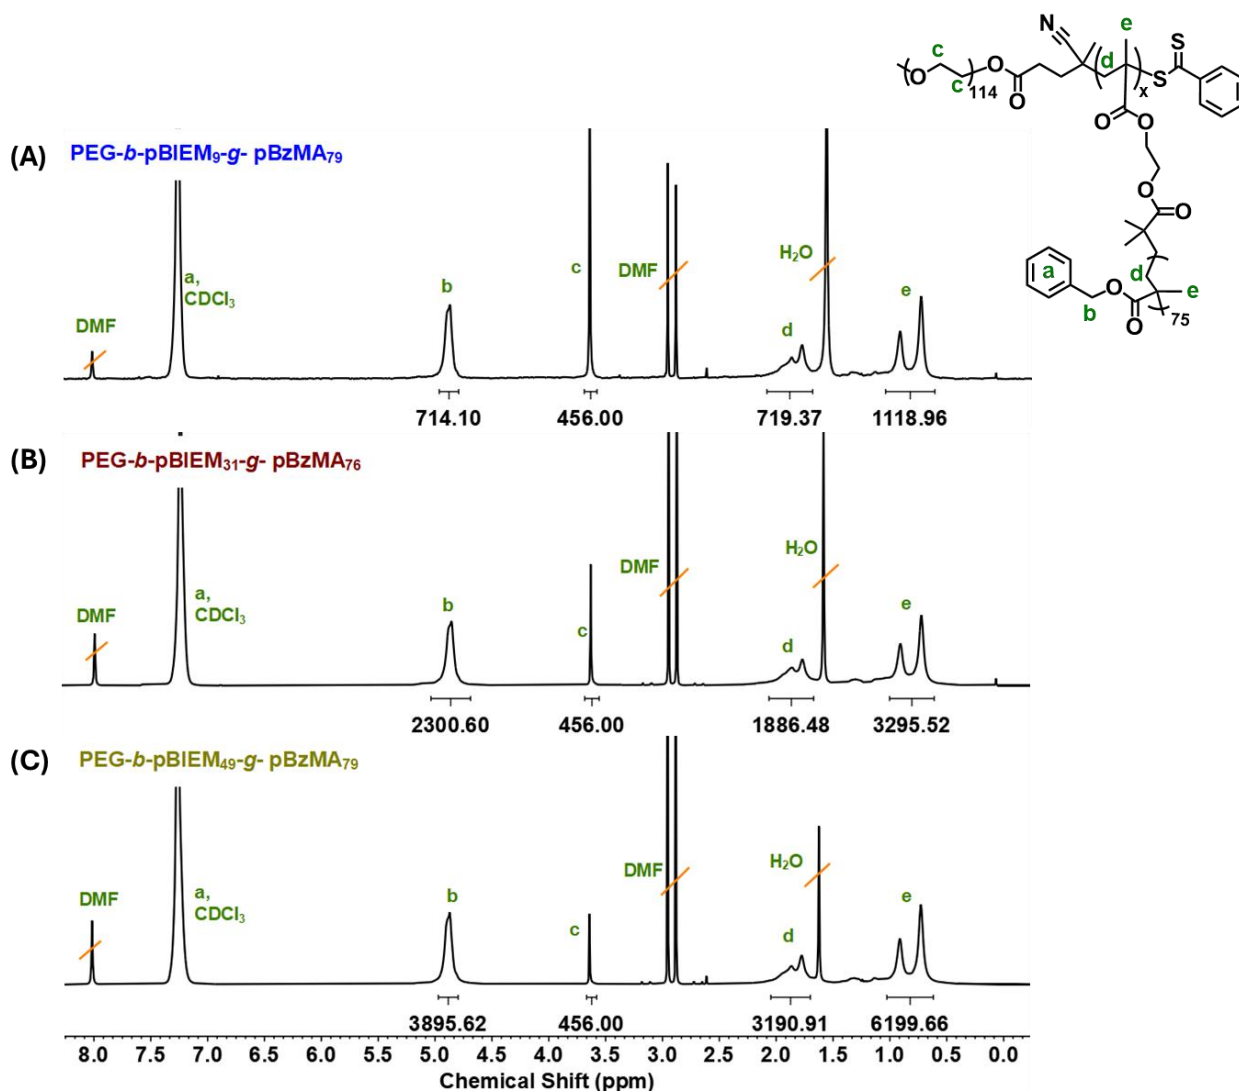 N
e
S
c
d
O
O
S
c
114
x
O
O
O
O
O
a
d
O
e
b
O
75
(A)
PEG-b-pBIEM9-g- pBzMA79
DMF
a,
CDCl3
b
c
DMF
H2O
d
e
714.10
456.00
719.37
1118.96
(B)
PEG-b-pBIEM31-g- pBzMA76
DMF
a,
CDCl3
b
c
DMF
H2O
d
e
2300.60
456.00
1886.48
3295.52
(C)
PEG-b-pBIEM49-g- pBzMA79
DMF
a,
CDCl3
b
c
DMF
H2O
d
e
3895.62
456.00
3190.91
6199.66
8.0 7.5 7.0 6.5 6.0 5.5 5.0 4.5 4.0 3.5 3.0 2.5 2.0 1.5 1.0 0.5 0.0
Chemical Shift (ppm)